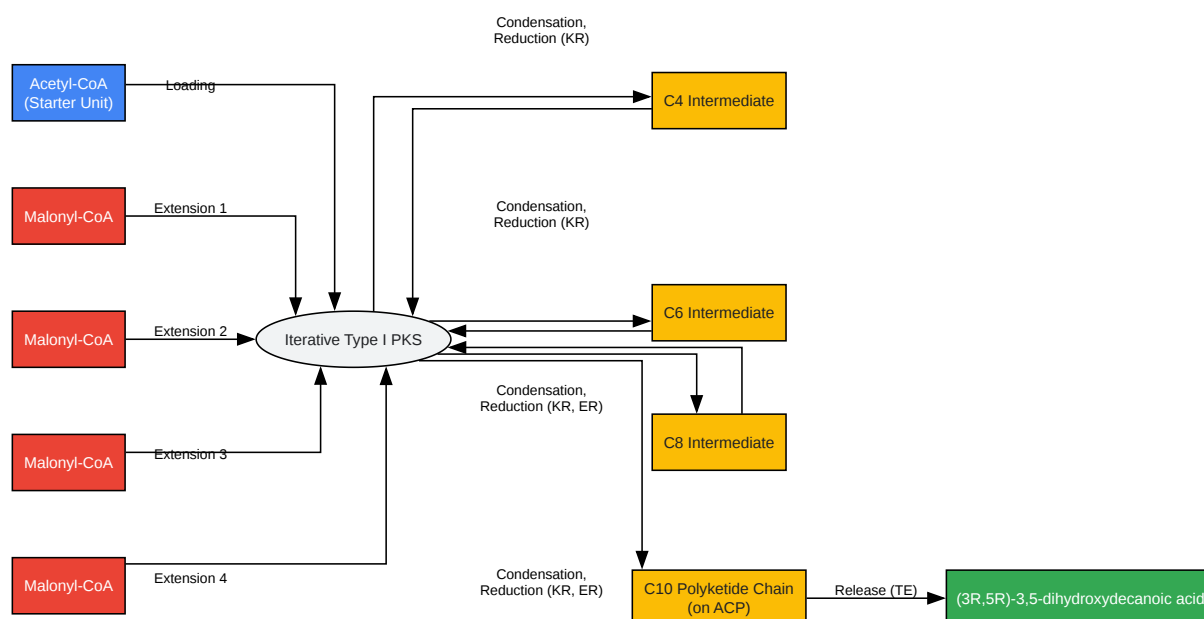 Condensation,
Reduction (KR)
Acetyl-CoA
(Starter Unit)
Loading
C4 Intermediate
Malonyl-CoA
Extension 1
Condensation,
Reduction (KR)
Malonyl-CoA
Extension 2
Iterative Type I PKS
C6 Intermediate
Condensation,
Reduction (KR, ER)
C8 Intermediate
Malonyl-CoA
Extension 3
Malonyl-CoA
Extension 4
Condensation,
Reduction (KR, ER)
C10 Polyketide Chain
(on ACP)
Release (TE)
(3R,5R)-3,5-dihydroxydecanoic acid